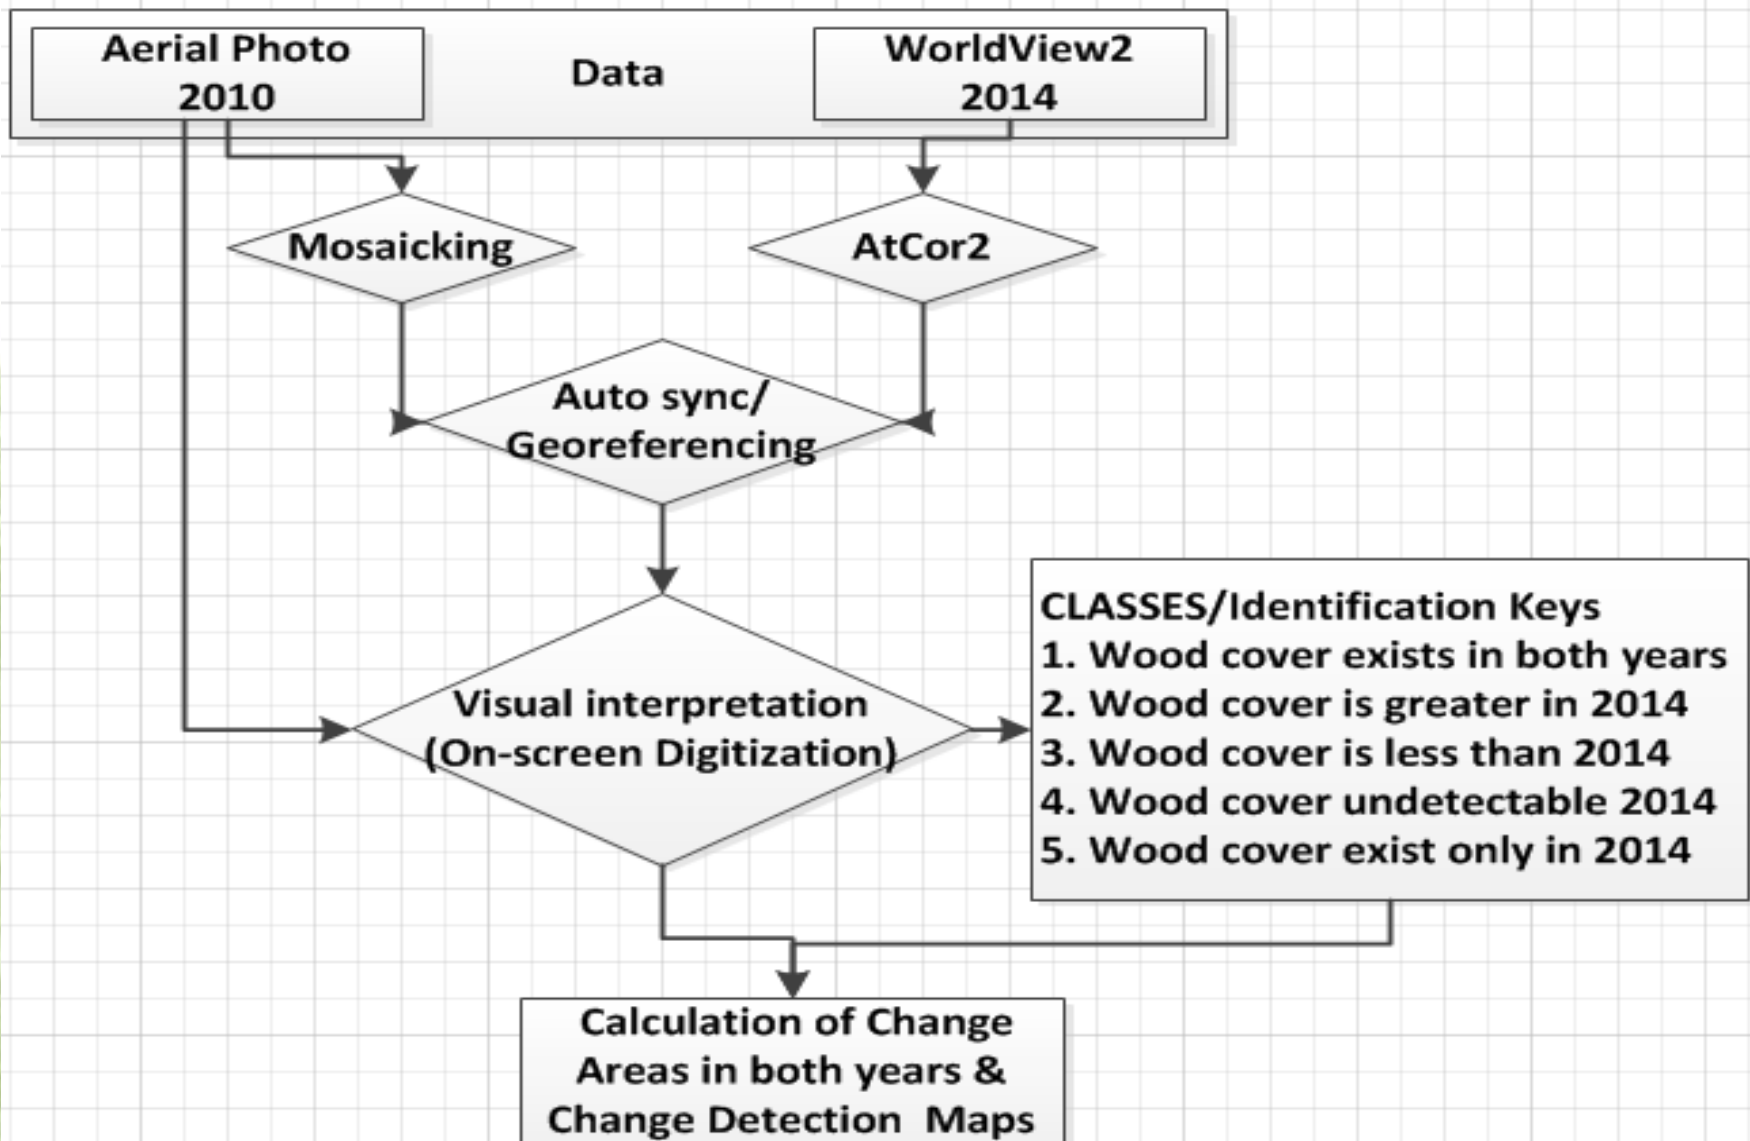 Aerial Photo
2010
Data
WorldView2
2014
Mosaicking
AtCor2
Auto sync/
Georeferencing
Visual interpretation
(On-screen Digitization)
CLASSES/Identification Keys
1. Wood cover exists in both years
2. Wood cover is greater in 2014
3. Wood cover is less than 2014
4. Wood cover undetectable 2014
5. Wood cover exist only in 2014
Calculation of Change
Areas in both years &
Change Detection  Maps